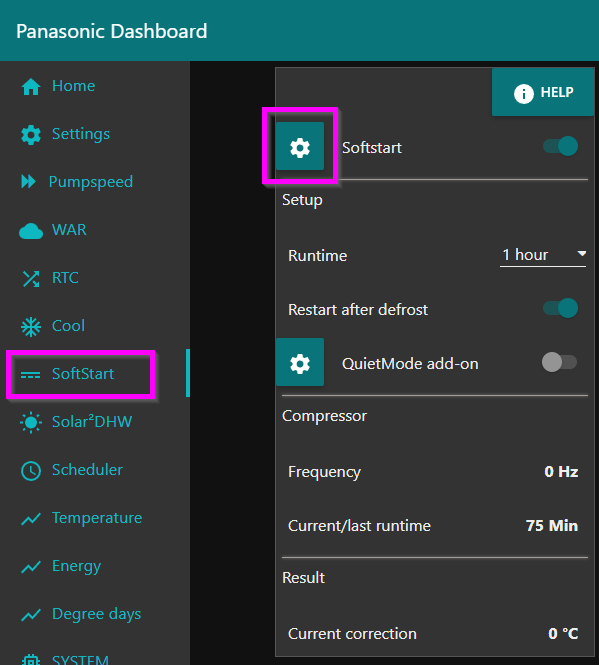 Panasonic Dashboard
Home
Settings
Pumpspeed
WAR
RTC
Cool
SoftStart
Solar²DHW
Scheduler
Temperature
Energy
Degree days
SYSTEM
HELP
Softstart
Setup
Runtime 1 hour
Restart after defrost
QuietMode add-on
Compressor
Frequency 0 Hz
Current/last runtime 75 Min
Result
Current correction 0 °C